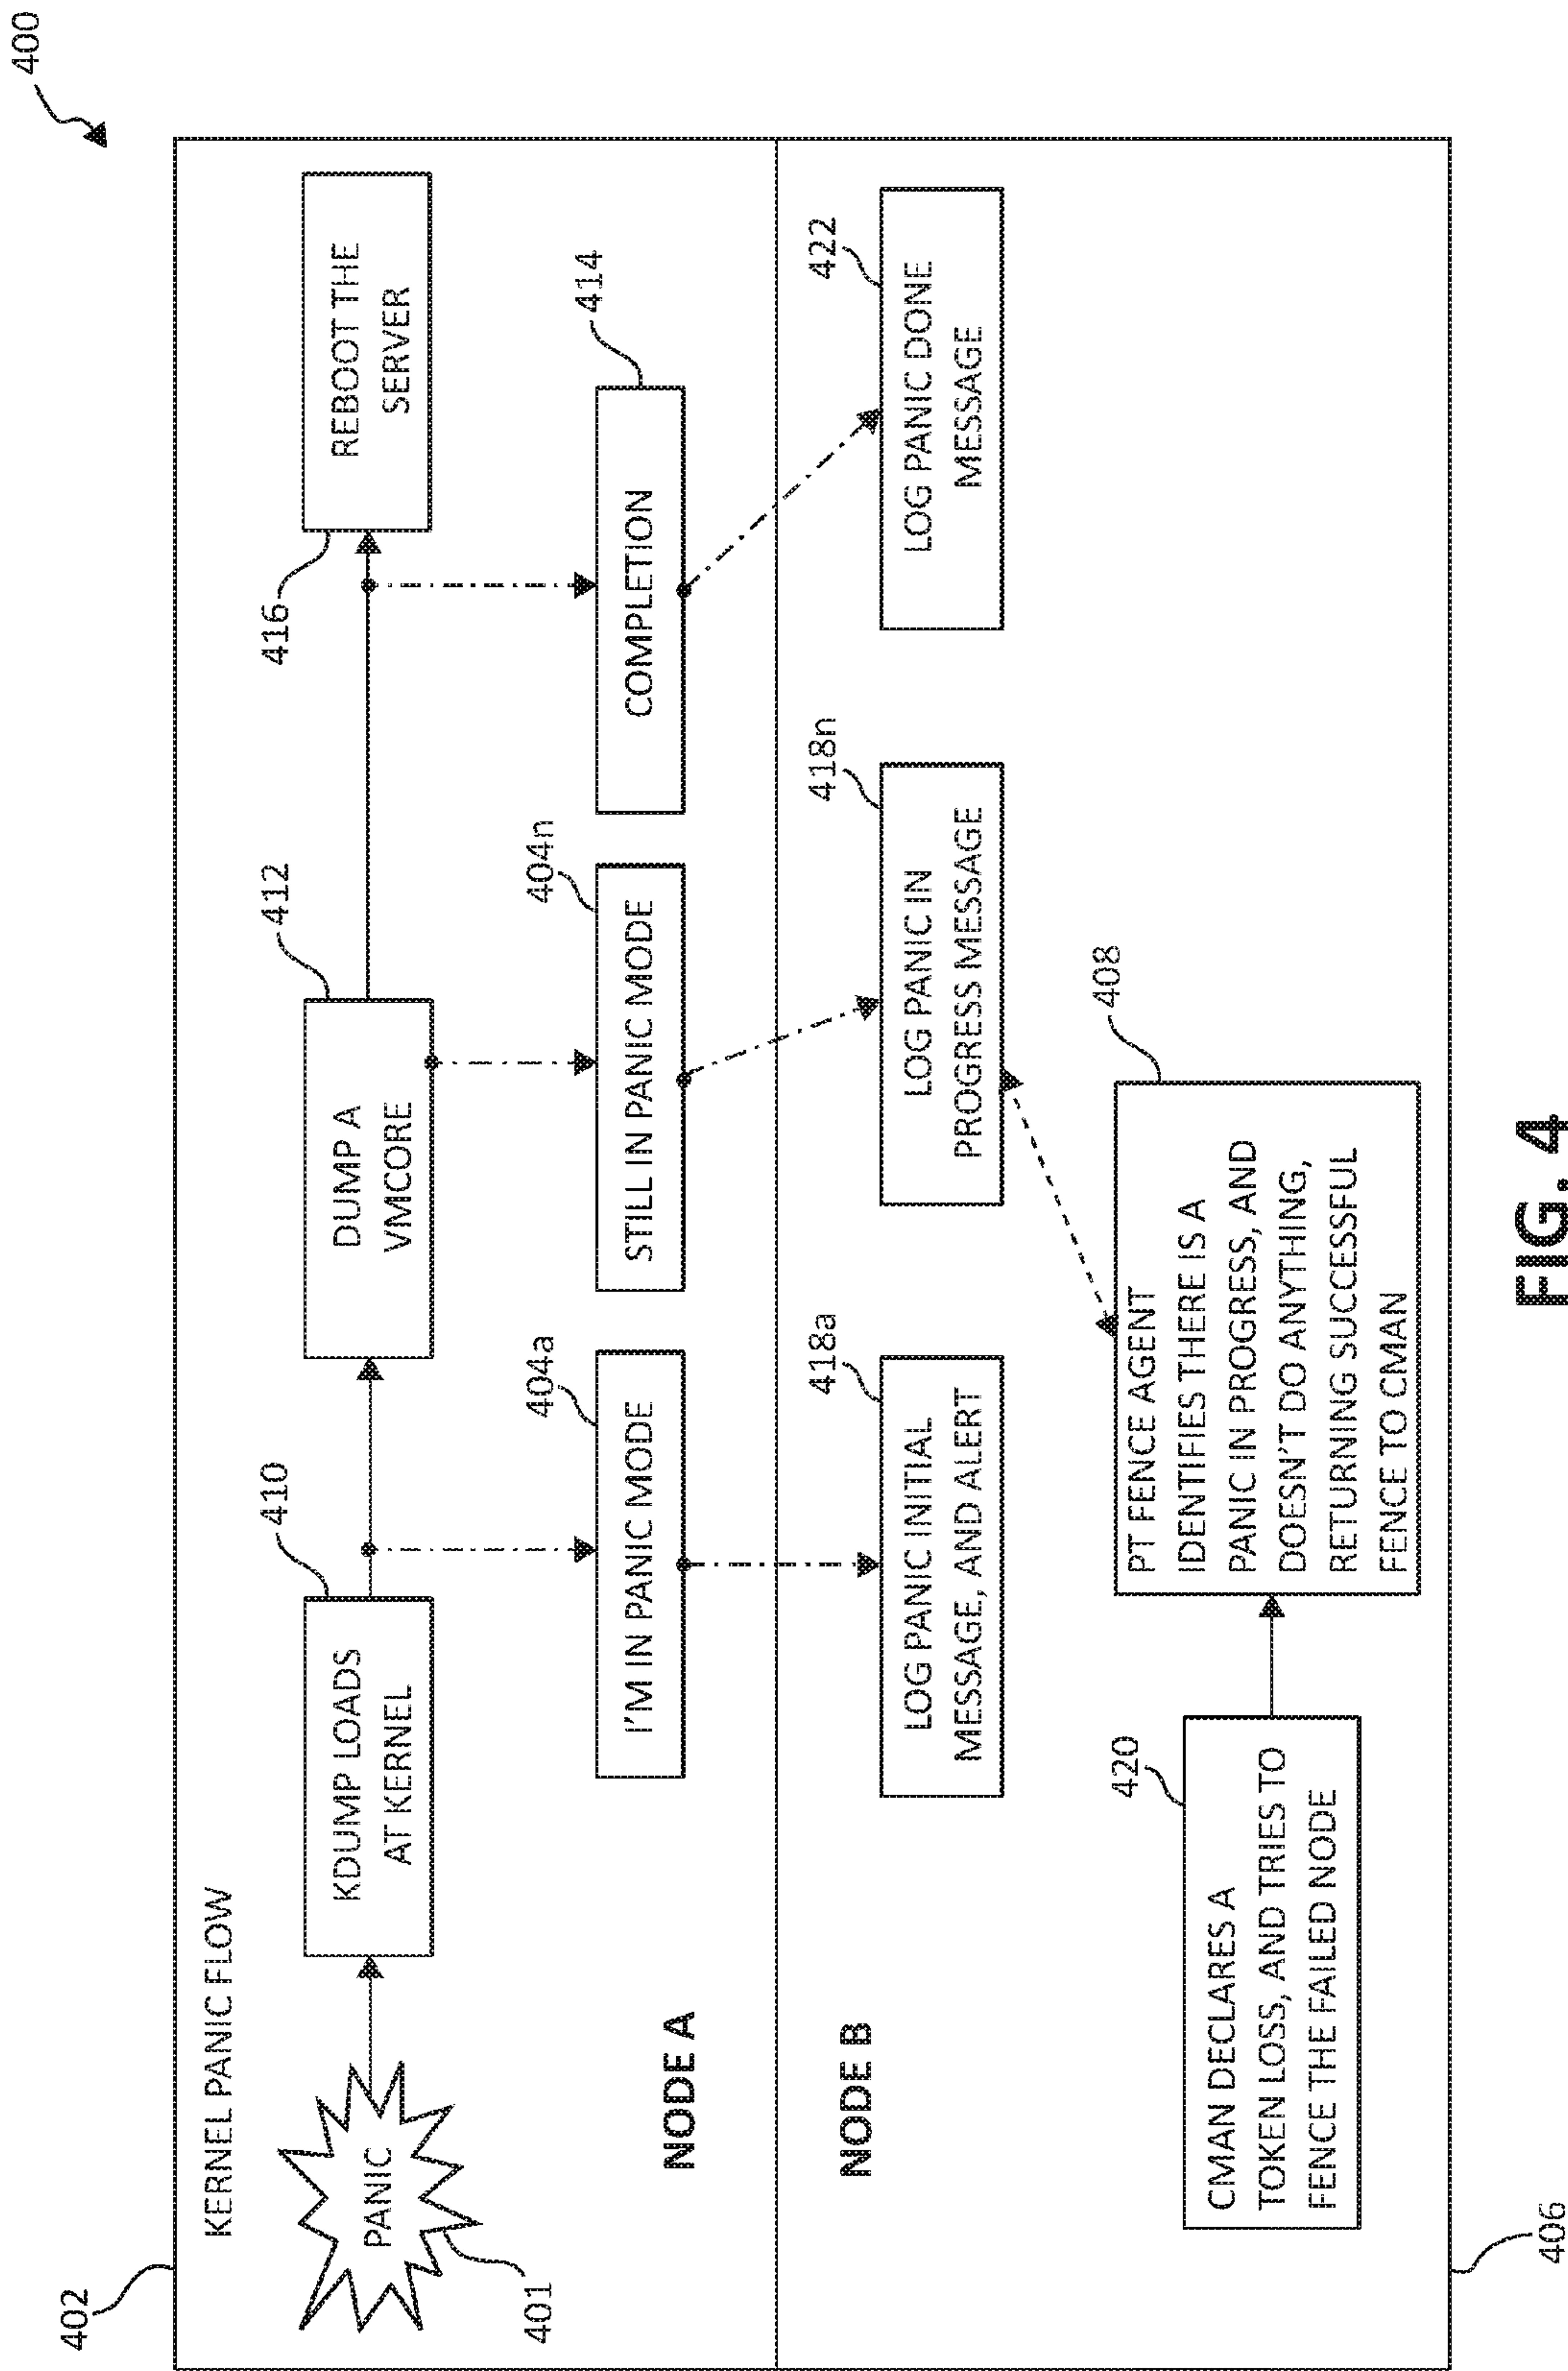 400
402
KERNEL PANIC FLOW
PANIC
401
410
KDUMP LOADS
AT KERNEL
412
DUMP A
VMCORE
416
REBOOT THE
SERVER
404a
I'M IN PANIC MODE
404n
STILL IN PANIC MODE
414
COMPLETION
NODE A
NODE B
418a
LOG PANIC INITIAL
MESSAGE, AND ALERT
418n
LOG PANIC IN
PROGRESS MESSAGE
422
LOG PANIC DONE
MESSAGE
420
CMAN DECLARES A
TOKEN LOSS, AND TRIES TO
FENCE THE FAILED NODE
408
PT FENCE AGENT
IDENTIFIES THERE IS A
PANIC IN PROGRESS, AND
DOESN'T DO ANYTHING,
RETURNING SUCCESSFUL
FENCE TO CMAN
406
FIG. 4